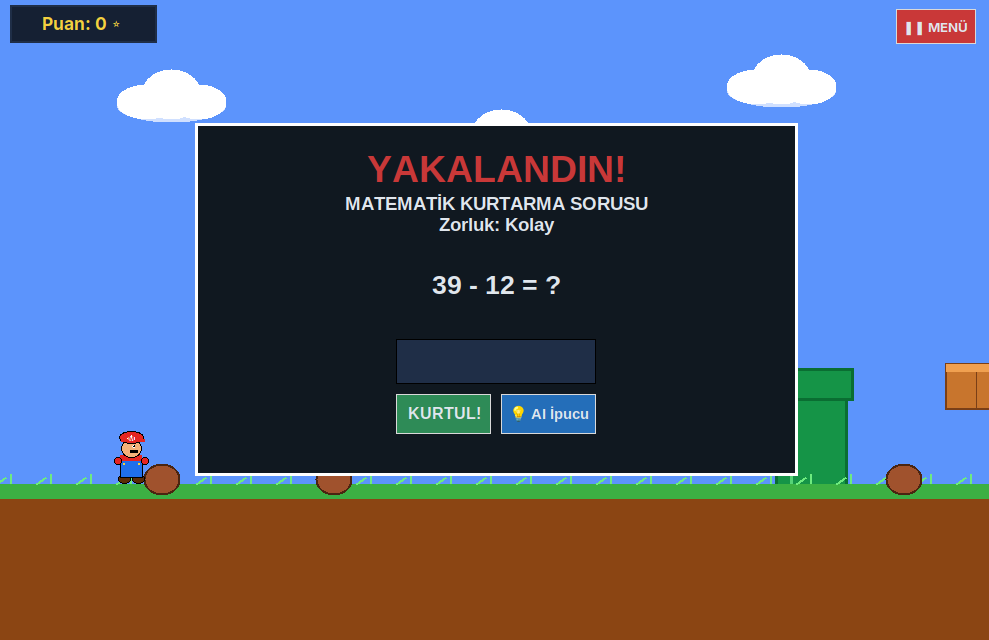 Puan: 0 ⭐
❚❚ MENÜ
YAKALANDIN!
MATEMATİK KURTARMA SORUSU
Zorluk: Kolay
39 - 12 = ?
KURTUL!
💡 AI İpucu